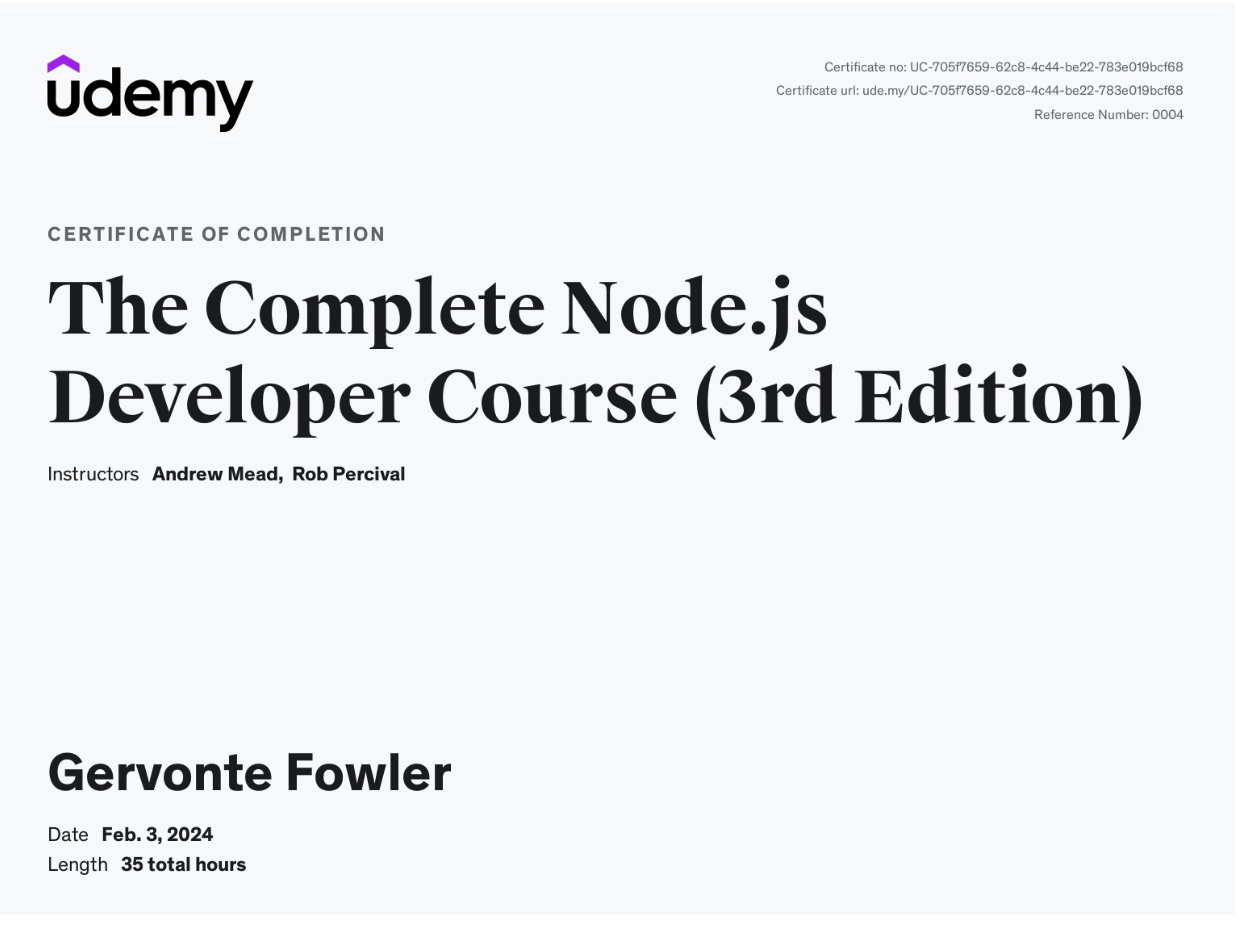 udemy
Certificate no: UC-705f7659-62c8-4c44-be22-783e019bcf68
Certificate url: ude.my/UC-705f7659-62c8-4c44-be22-783e019bcf68
Reference Number: 0004
CERTIFICATE OF COMPLETION
The Complete Node.js
Developer Course (3rd Edition)
Instructors Andrew Mead, Rob Percival
Gervonte Fowler
Date Feb. 3, 2024
Length 35 total hours